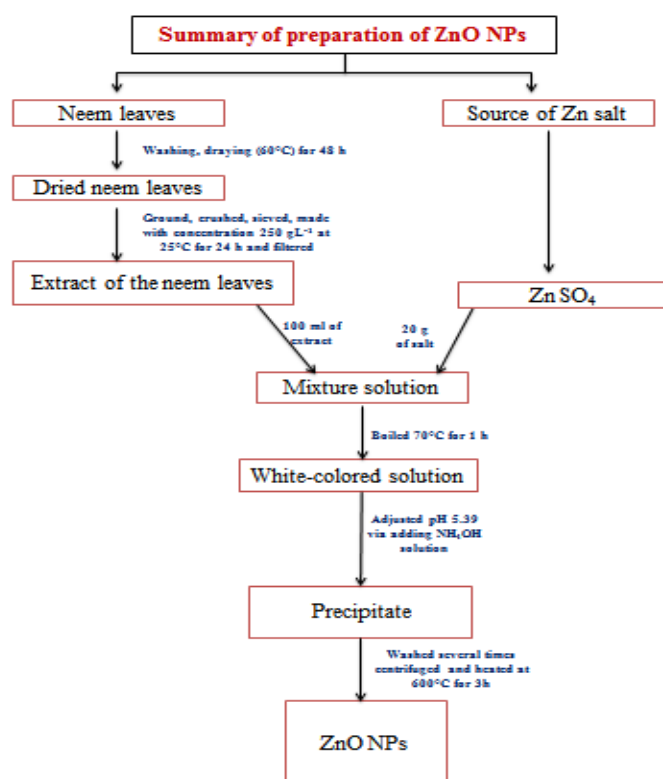 Summary of preparation of ZnO NPs
Neem leaves
Source of Zn salt
Washing, draying (60°C) for 48 h
Dried neem leaves
Ground, crushed, sieved, made
with concentration 250 gL⁻¹ at
25°C for 24 h and filtered
Extract of the neem leaves
Zn SO₄
100 ml of
extract
20 g
of salt
Mixture solution
Boiled 70°C for 1 h
White-colored solution
Adjusted pH 5.39
via adding NH₄OH
solution
Precipitate
Washed several times
centrifuged and heated at
600°C for 3h
ZnO NPs